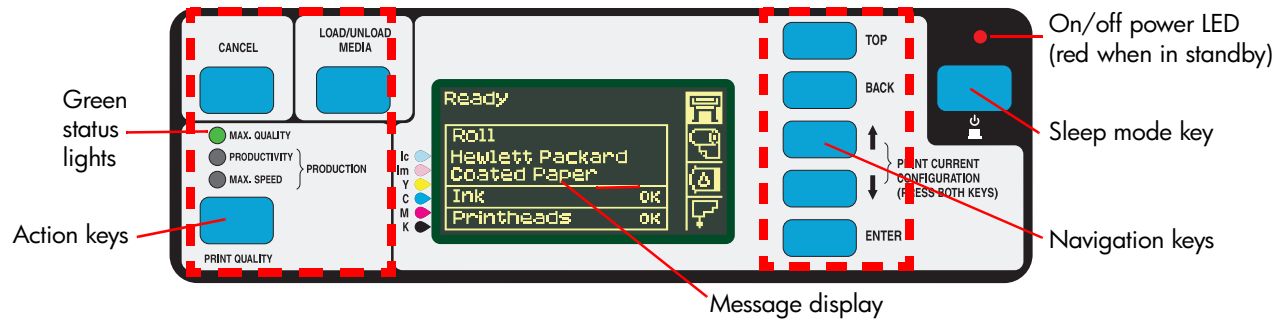 CANCEL
LOAD/UNLOAD
MEDIA
Green
status
lights
MAX. QUALITY
PRODUCTIVITY
MAX. SPEED
PRODUCTION
Action keys
PRINT QUALITY
lc
lm
Y
C
M
K
Ready
Roll
Hewlett Packard
Coated Paper
Ink OK
Printheads OK
Message display
TOP
BACK
PRINT CURRENT
CONFIGURATION
(PRESS BOTH KEYS)
ENTER
On/off power LED
(red when in standby)
Sleep mode key
Navigation keys